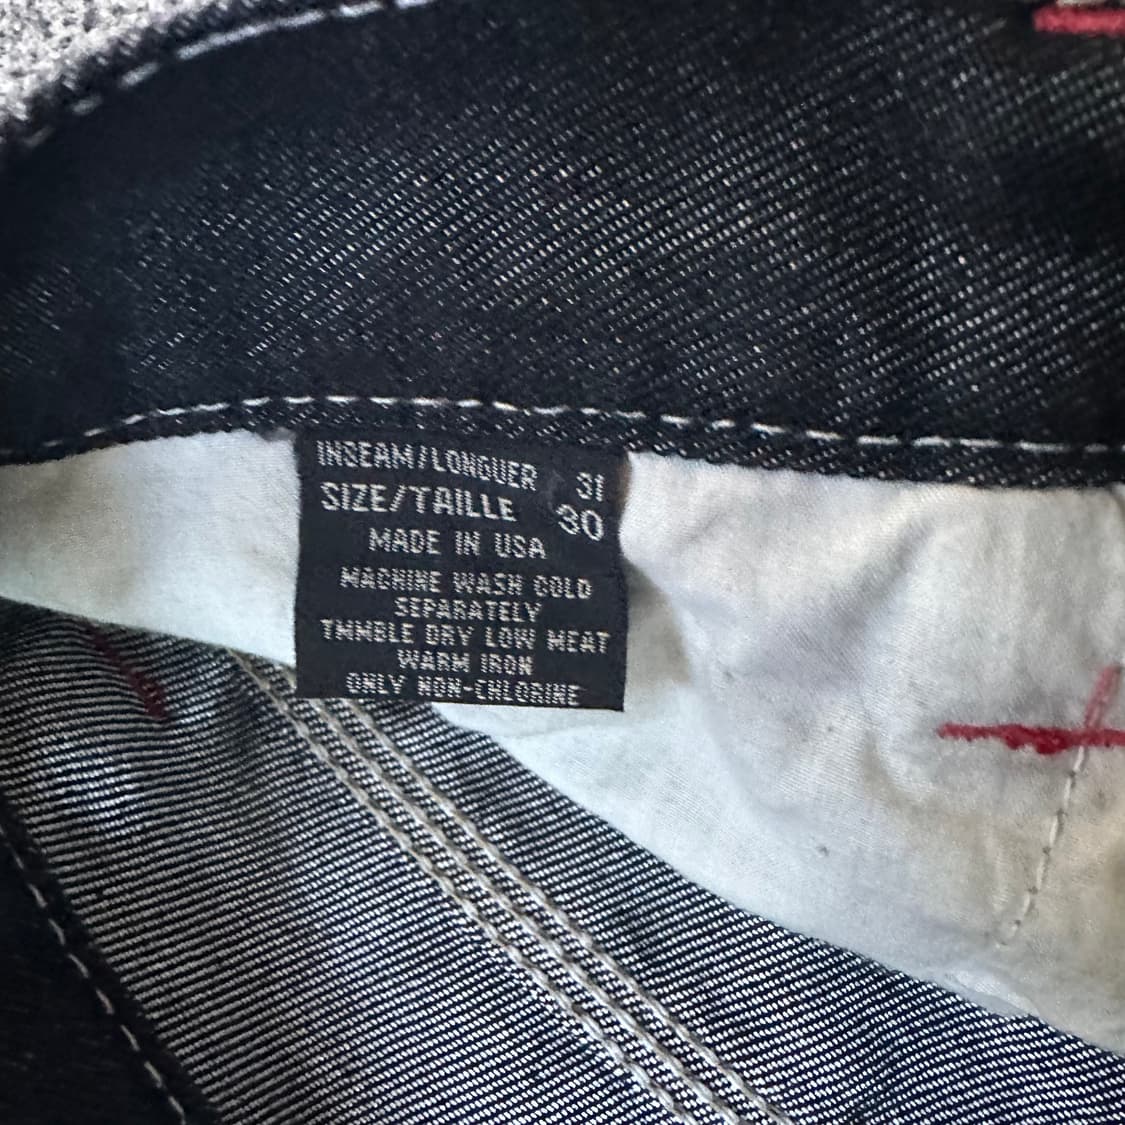 INSEAM/LONGUER 31
SIZE/TAILLE 30
MADE IN USA
MACHINE WASH COLD
SEPARATELY
TMMBLE DRY LOW MEAT
WARM IRON
ONLY NON-CHLORINE